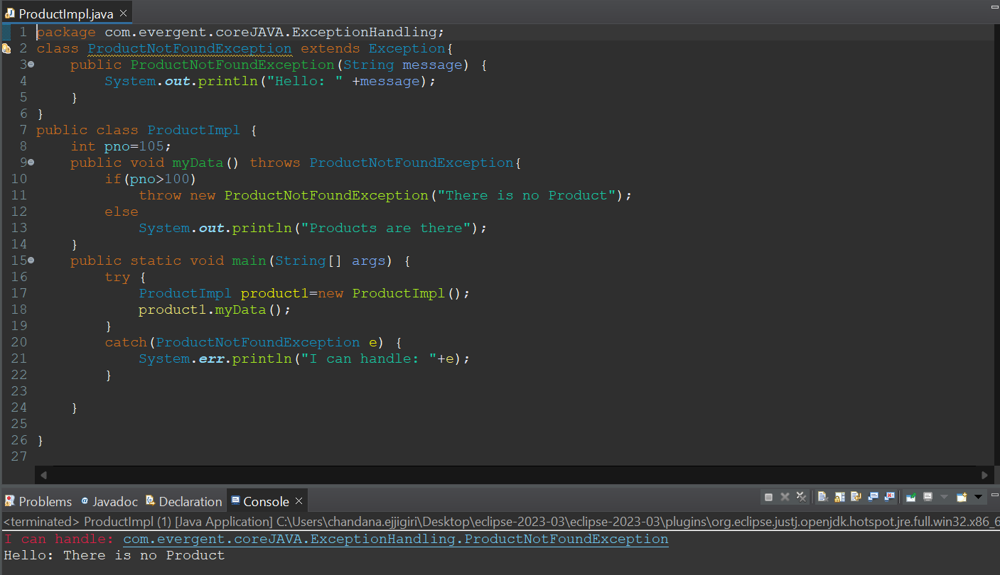 ProductImpl.java
1 package com.evergent.coreJAVA.ExceptionHandling;
2 class ProductNotFoundException extends Exception{
3 public ProductNotFoundException(String message) {
4 System.out.println("Hello: " +message);
5 }
6 }
7 public class ProductImpl {
8 int pno=105;
9 public void myData() throws ProductNotFoundException{
10 if(pno>100)
11 throw new ProductNotFoundException("There is no Product");
12 else
13 System.out.println("Products are there");
14 }
15 public static void main(String[] args) {
16 try {
17 ProductImpl product1=new ProductImpl();
18 product1.myData();
19 }
20 catch(ProductNotFoundException e) {
21 System.err.println("I can handle: "+e);
22 }
23
24 }
25
26 }
27
Problems Javadoc Declaration Console
<terminated> ProductImpl (1) [Java Application] C:\Users\chandana.ejjigiri\Desktop\eclipse-2023-03\eclipse-2023-03\plugins\org.eclipse.justj.openjdk.hotspot.jre.full.win32.x86_6
I can handle: com.evergent.coreJAVA.ExceptionHandling.ProductNotFoundException
Hello: There is no Product